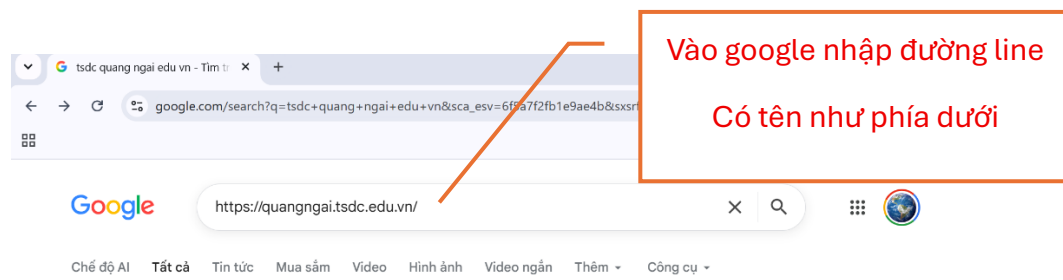 Vào google nhập đường line
Có tên như phía dưới
tsdc quang ngai edu vn - Tìm
google.com/search?q=tsdc+quang+ngai+edu+vn&sca_esv=6f8a7f2fb1e9ae4b&sxsrf
Google
https://quangngai.tsdc.edu.vn/
Chế độ AI Tất cả Tin tức Mua sắm Video Hình ảnh Video ngắn Thêm Công cụ